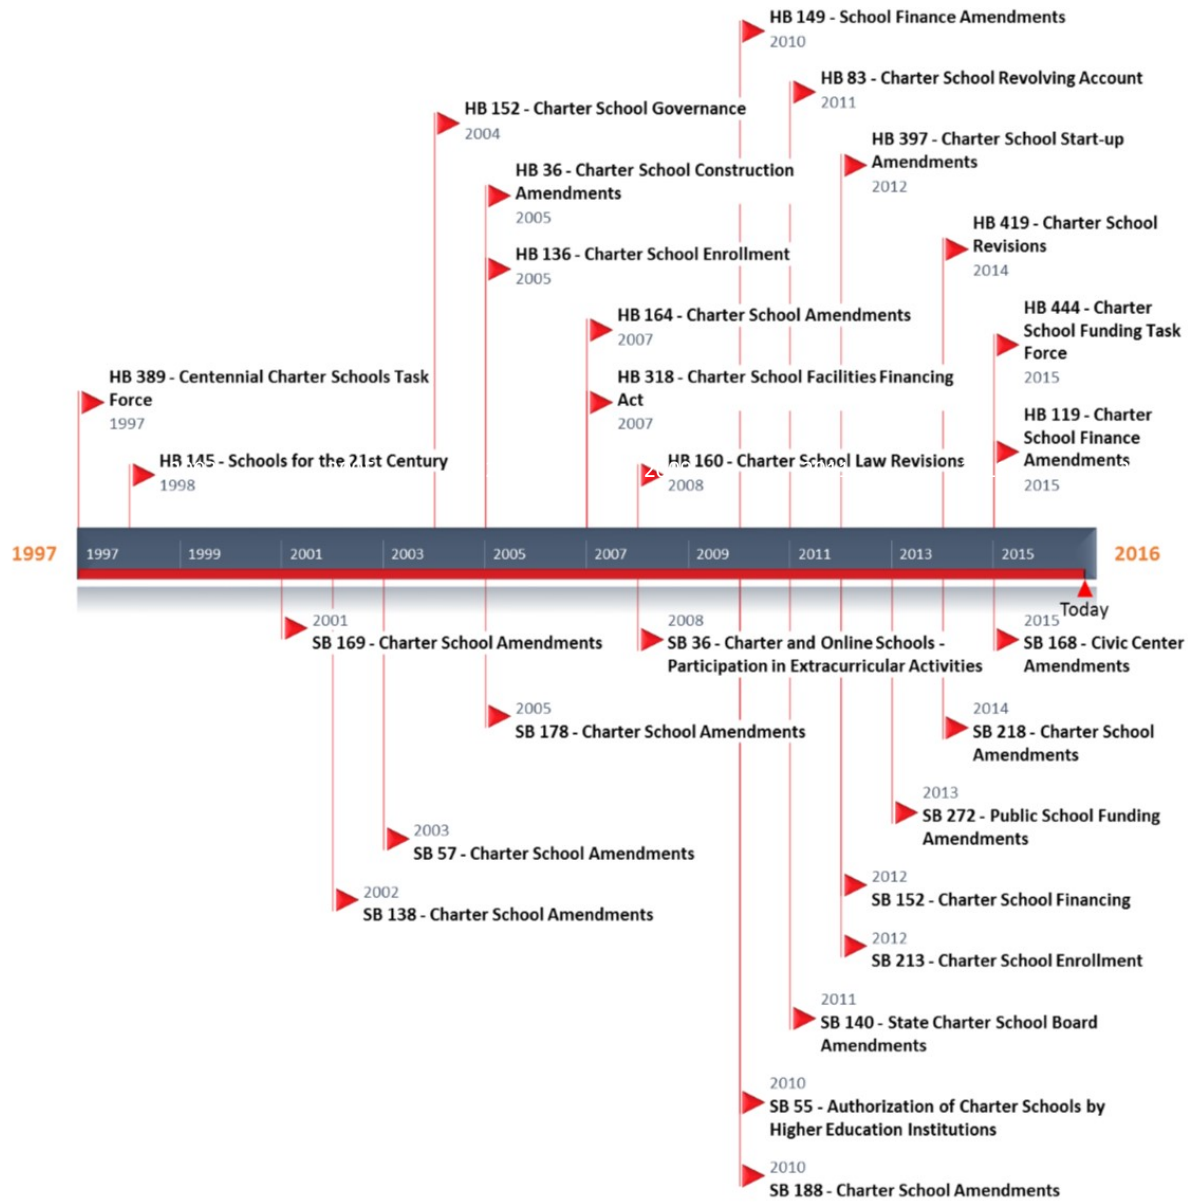 HB 149 - School Finance Amendments
2010
HB 83 - Charter School Revolving Account
2011
HB 152 - Charter School Governance
2004
HB 397 - Charter School Start-up
Amendments
2012
HB 36 - Charter School Construction
Amendments
2005
HB 419 - Charter School
Revisions
2014
HB 136 - Charter School Enrollment
2005
HB 444 - Charter
School Funding Task
Force
2015
HB 164 - Charter School Amendments
2007
HB 389 - Centennial Charter Schools Task
Force
1997
HB 318 - Charter School Facilities Financing
Act
2007
HB 119 - Charter
School Finance
Amendments
2015
HB 145 - Schools for the 21st Century
1998
HB 160 - Charter School Law Revisions
2008
1997 1997 1999 2001 2003 2005 2007 2009 2011 2013 2015 2016
Today
2001
SB 169 - Charter School Amendments
2008
SB 36 - Charter and Online Schools -
Participation in Extracurricular Activities
2015
SB 168 - Civic Center
Amendments
2005
SB 178 - Charter School Amendments
2014
SB 218 - Charter School
Amendments
2013
SB 272 - Public School Funding
Amendments
2003
SB 57 - Charter School Amendments
2002
SB 138 - Charter School Amendments
2012
SB 152 - Charter School Financing
2012
SB 213 - Charter School Enrollment
2011
SB 140 - State Charter School Board
Amendments
2010
SB 55 - Authorization of Charter Schools by
Higher Education Institutions
2010
SB 188 - Charter School Amendments